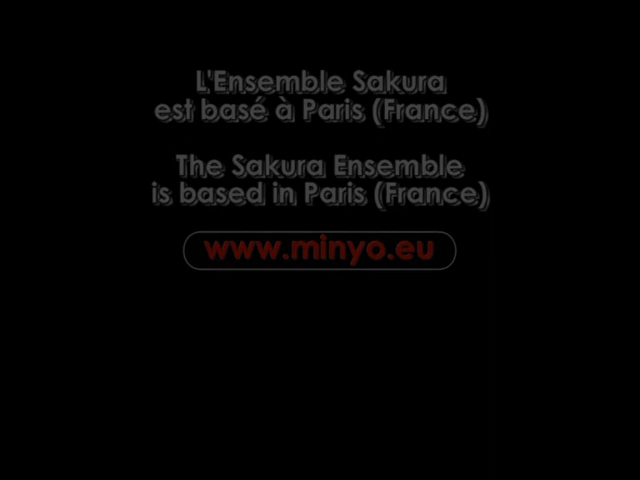 L'Ensemble Sakura
est basé à Paris (France)
The Sakura Ensemble
is based in Paris (France)
www.minyo.eu